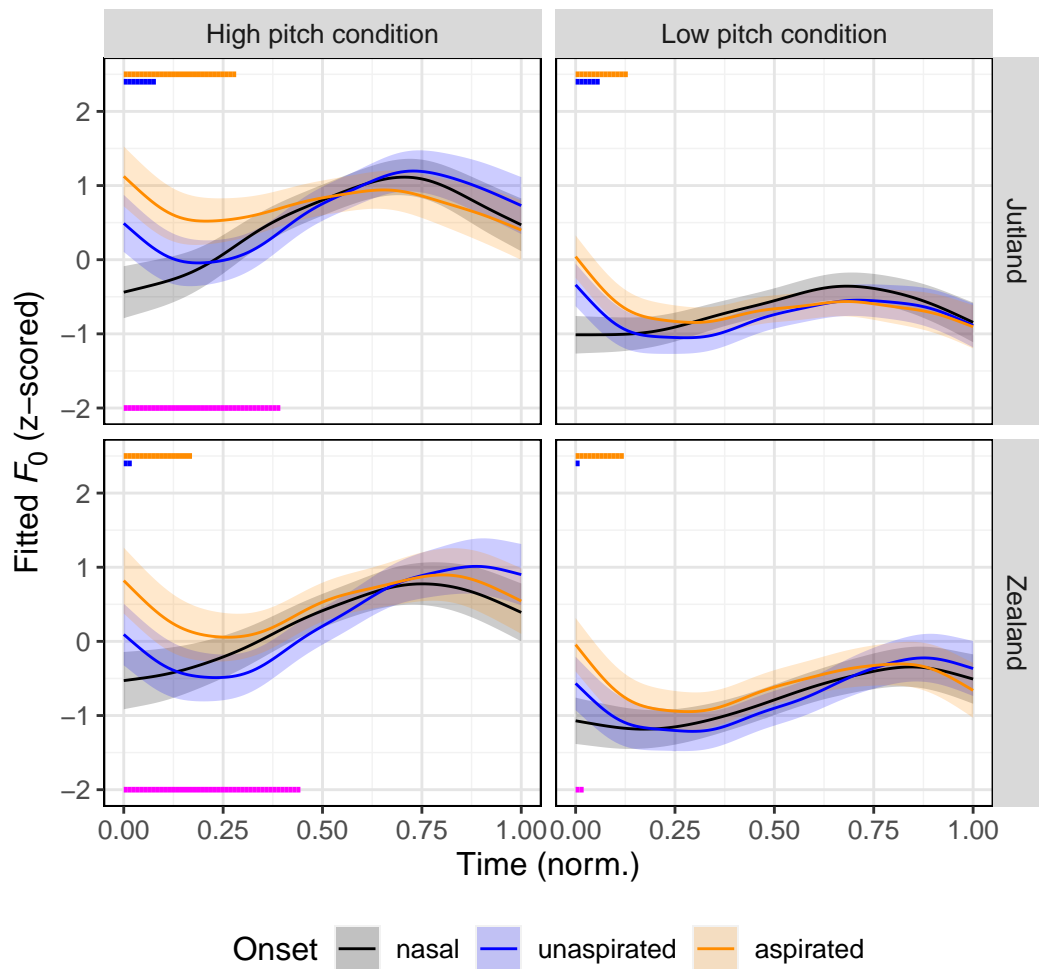 High pitch condition Low pitch condition
2
1
0
−1
−2
Jutland
2
1
0
−1
−2
Zealand
Fitted F0 (z−scored)
0.00 0.25 0.50 0.75 1.00 0.00 0.25 0.50 0.75 1.00
Time (norm.)
Onset nasal unaspirated aspirated